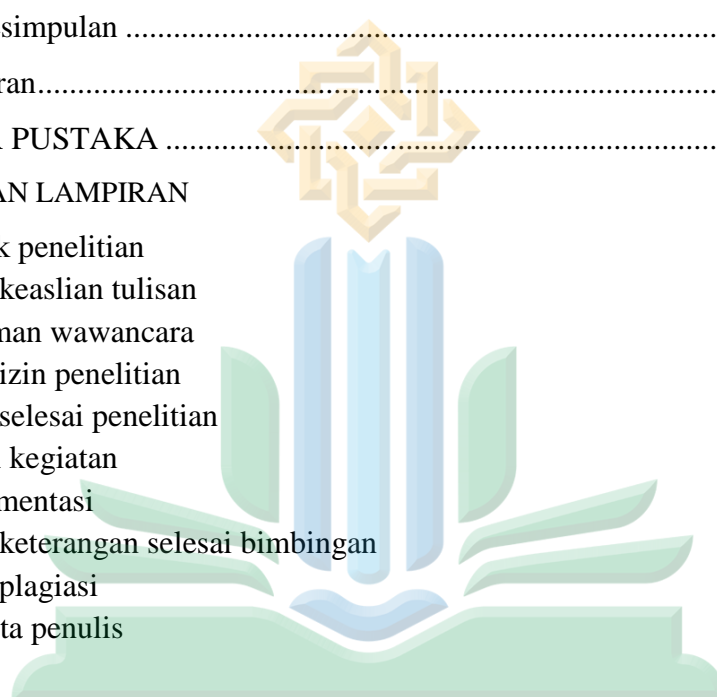 simpulan ........................................................................
ran..................................................................................
PUSTAKA ...................................................................
AN LAMPIRAN
k penelitian
keaslian tulisan
man wawancara
izin penelitian
selesai penelitian
kegiatan
mentasi
keterangan selesai bimbingan
plagiasi
ta penulis